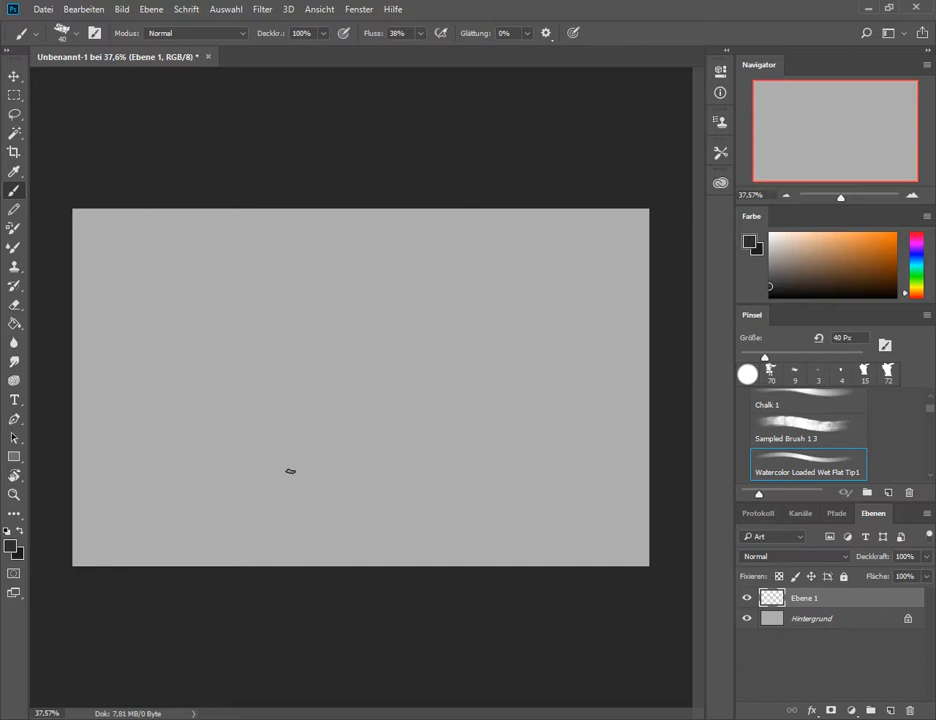 Ps Datei Bearbeiten Bild Ebene Schrift Auswahl Filter 3D Ansicht Fenster Hilfe
40 Modus: Normal Deckkr.: 100% Fluss: 38% Glättung: 0%
Unbenannt-1 bei 37,6% (Ebene 1, RGB/8) * ×
Navigator
37,57%
Farbe
Pinsel
Größe: 40 Px
70 9 3 4 15 72
Chalk 1
Sampled Brush 1 3
Watercolor Loaded Wet Flat Tip1
Protokoll Kanäle Pfade Ebenen
Art
Normal Deckkraft: 100%
Fixieren: Fläche: 100%
Ebene 1
Hintergrund
37,57% Dok: 7,81 MB/0 Byte